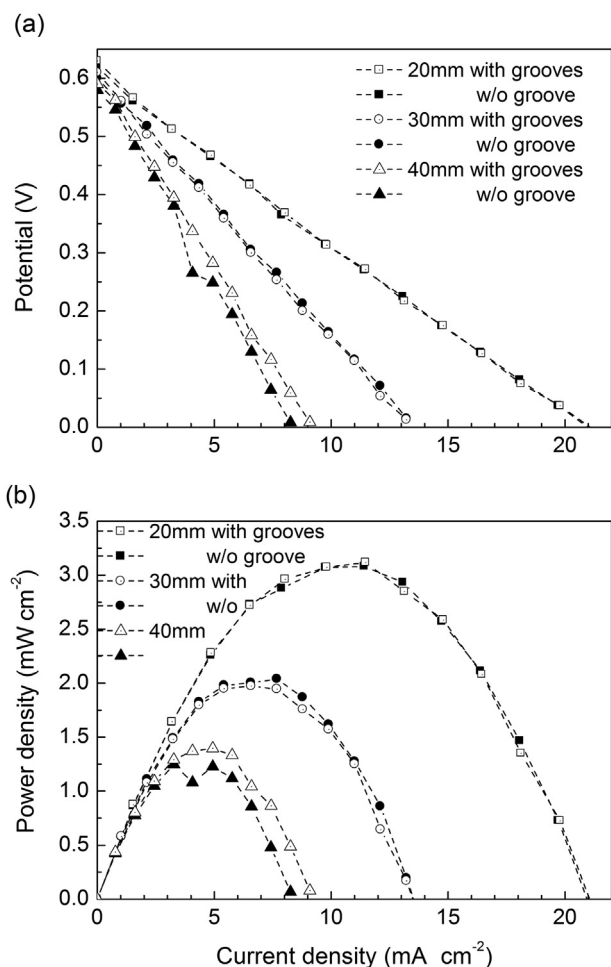 (a)
0.6
0.5
0.4
0.3
0.2
0.1
0.0
Potential (V)
20mm with grooves
w/o groove
30mm with grooves
w/o groove
40mm with grooves
w/o groove
0 5 10 15 20
(b)
3.5
3.0
2.5
2.0
1.5
1.0
0.5
0.0
Power density (mW cm⁻²)
20mm with grooves
w/o groove
30mm with
w/o
40mm
0 5 10 15 20
Current density (mA cm⁻²)